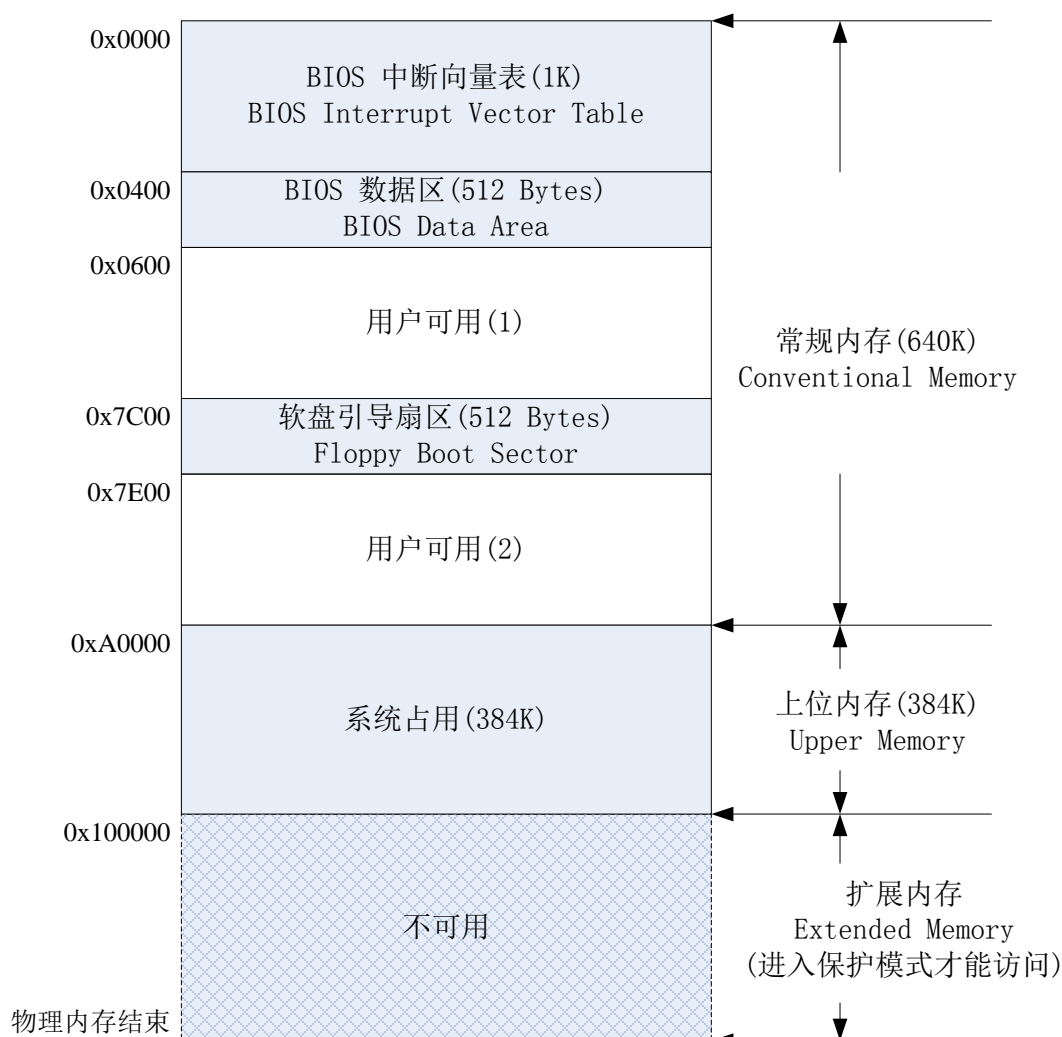 0x0000
BIOS 中断向量表(1K)
BIOS Interrupt Vector Table
0x0400
BIOS 数据区(512 Bytes)
BIOS Data Area
0x0600
用户可用(1)
常规内存(640K)
Conventional Memory
0x7C00
软盘引导扇区(512 Bytes)
Floppy Boot Sector
0x7E00
用户可用(2)
0xA0000
系统占用(384K)
上位内存(384K)
Upper Memory
0x100000
不可用
扩展内存
Extended Memory
(进入保护模式才能访问)
物理内存结束